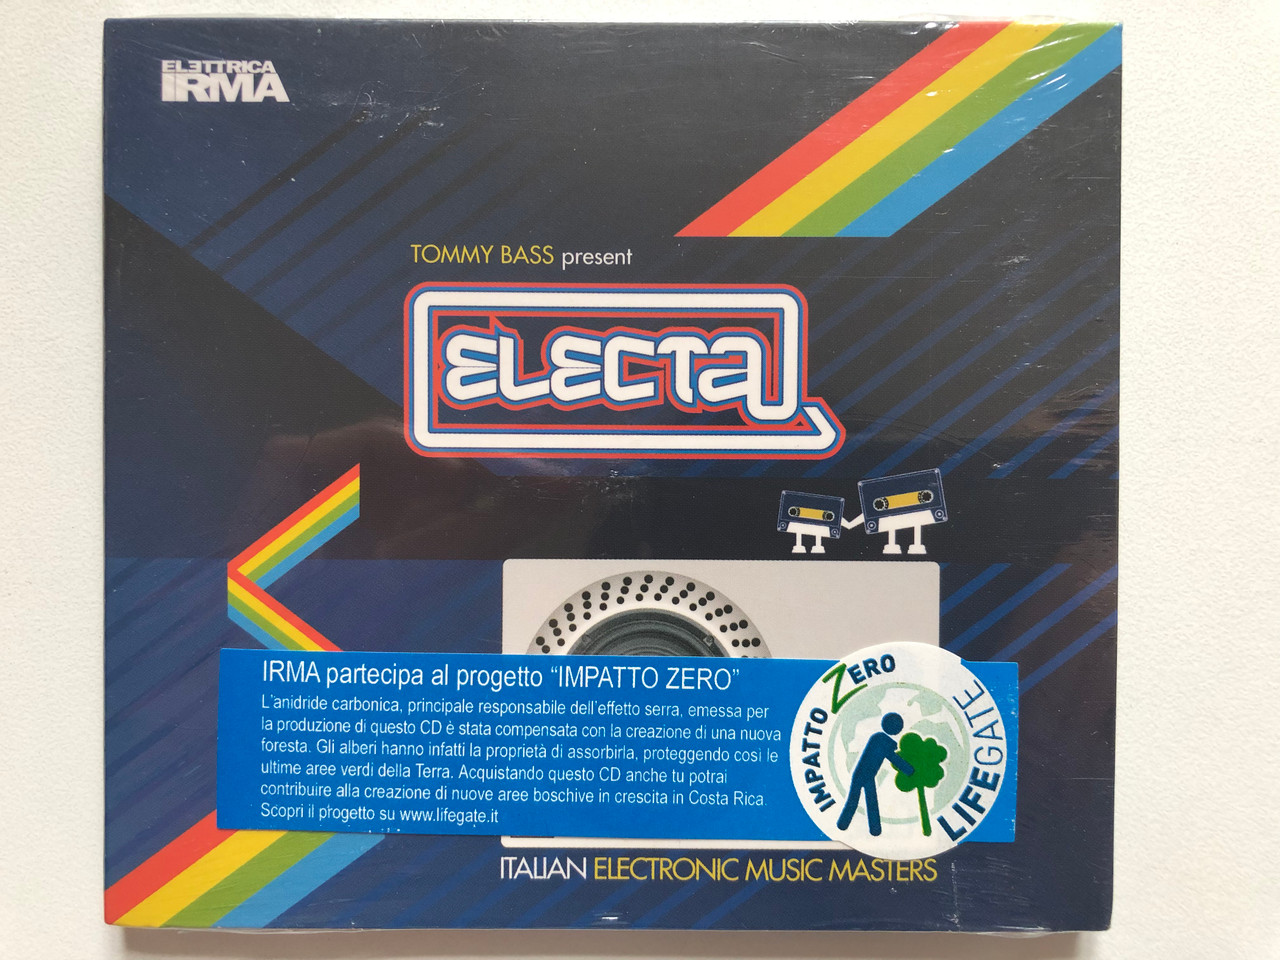 ELETTRICA
IRMA
TOMMY BASS present
ELECTA
IRMA partecipa al progetto “IMPATTO ZERO”
L'anidride carbonica, principale responsabile dell'effetto serra, emessa per
la produzione di questo CD è stata compensata con la creazione di una nuova
foresta. Gli alberi hanno infatti la proprietà di assorbirla, proteggendo così le
ultime aree verdi della Terra. Acquistando questo CD anche tu potrai
contribuire alla creazione di nuove aree boschive in crescita in Costa Rica.
Scopri il progetto su www.lifegate.it
IMPATTO ZERO
LIFEGATE
ITALIAN ELECTRONIC MUSIC MASTERS